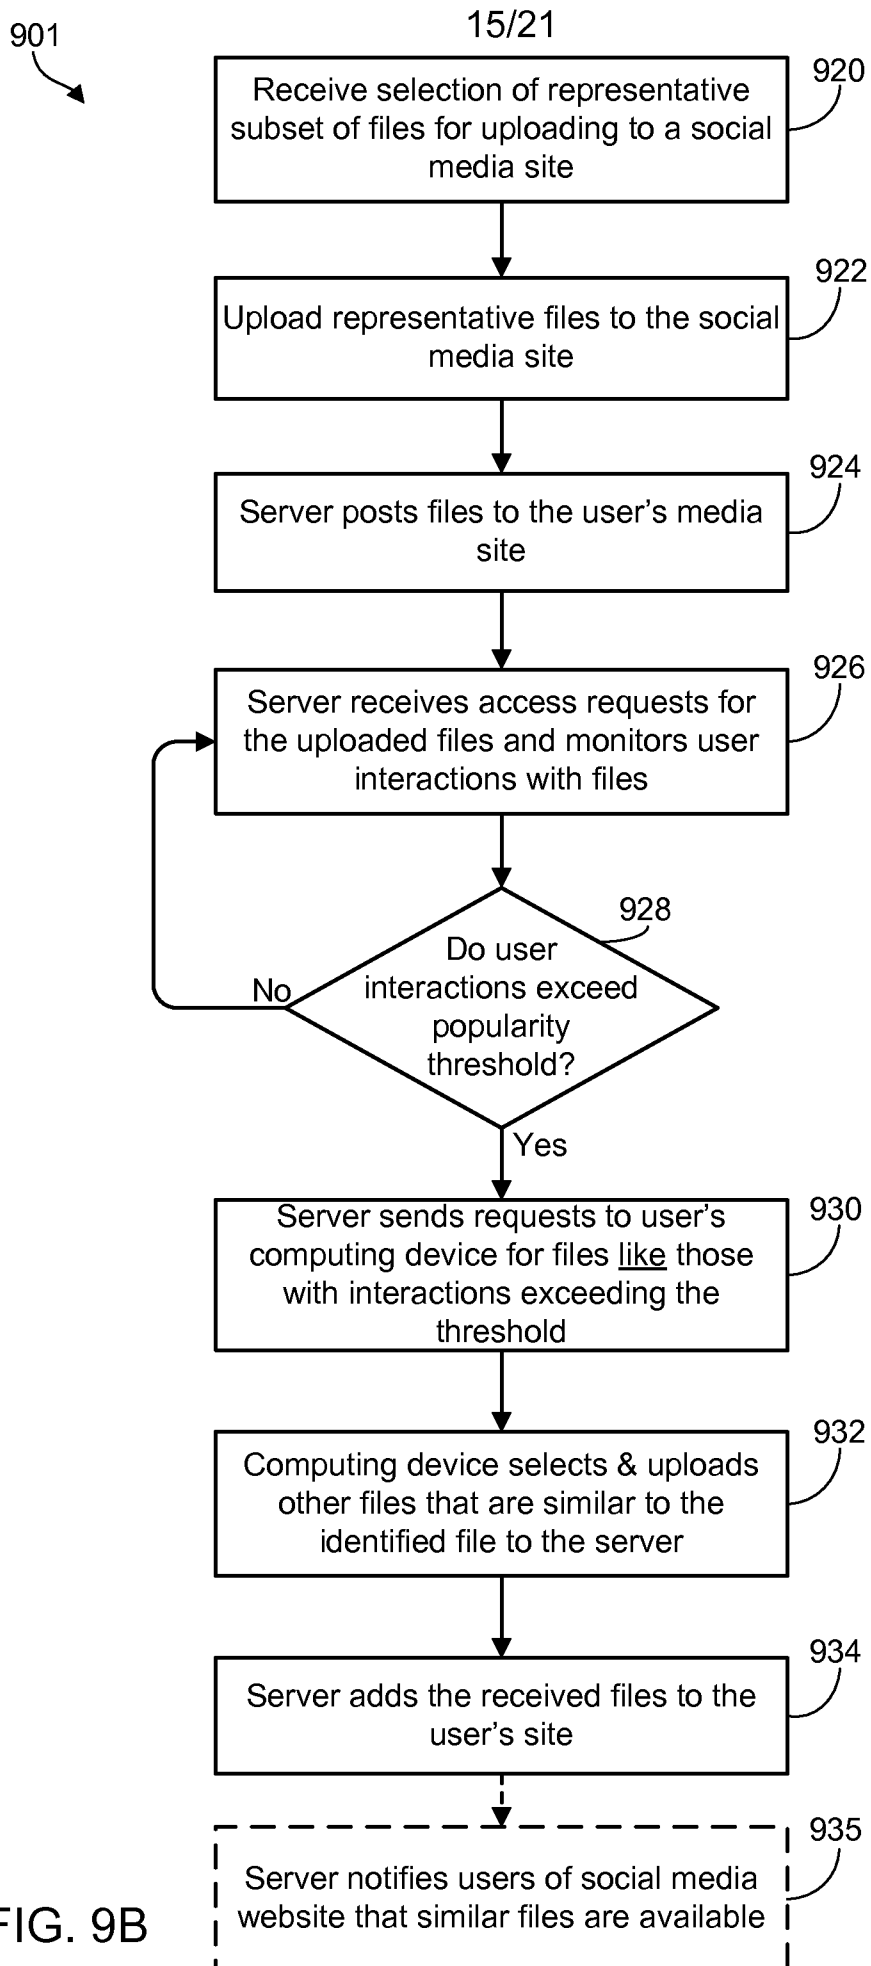 15/21
901
920
Receive selection of representative
subset of files for uploading to a social
media site
922
Upload representative files to the social
media site
924
Server posts files to the user's media
site
926
Server receives access requests for
the uploaded files and monitors user
interactions with files
928
Do user
interactions exceed
popularity
threshold?
No
Yes
930
Server sends requests to user's
computing device for files like those
with interactions exceeding the
threshold
932
Computing device selects & uploads
other files that are similar to the
identified file to the server
934
Server adds the received files to the
user's site
935
Server notifies users of social media
website that similar files are available
FIG. 9B